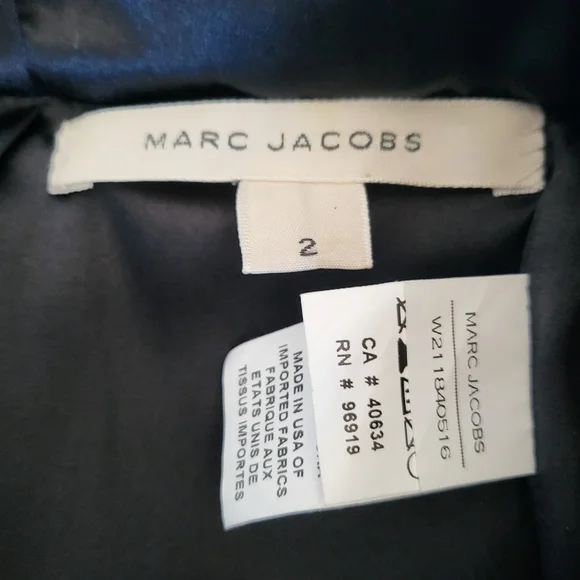 MARC JACOBS
2
MADE IN USA OF
IMPORTED FABRICS
FABRIQUE AUX
ETATS UNIS DE
TISSUS IMPORTES
CA # 40634
RN # 96919
MARC JACOBS
W211840516